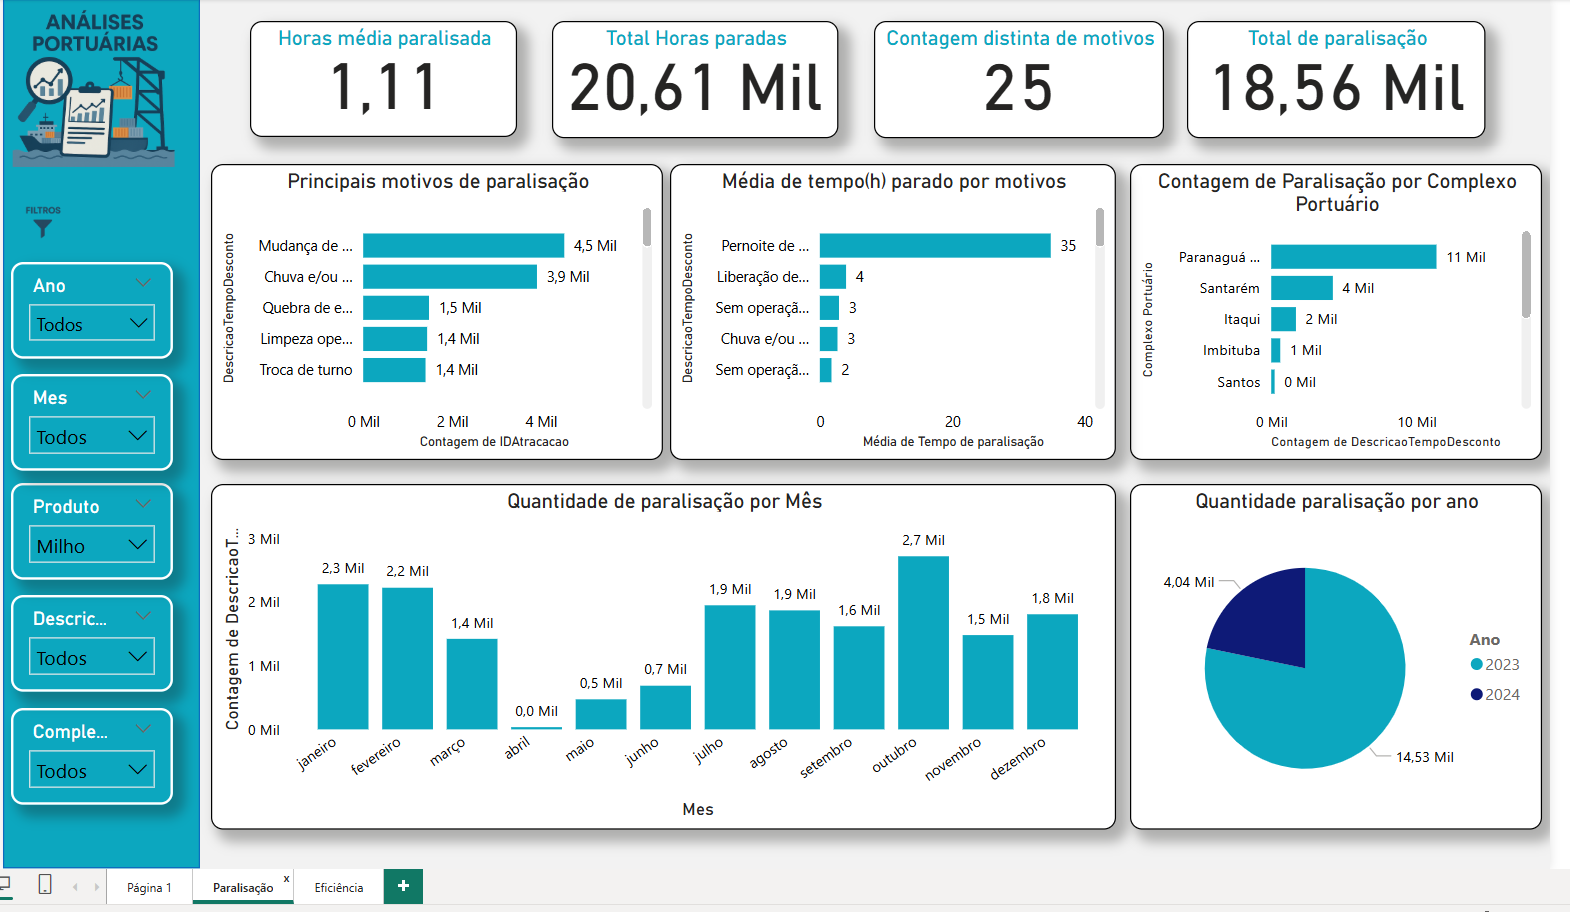 ANÁLISES
PORTUÁRIAS
FILTROS
Ano
Todos
Mes
Todos
Produto
Milho
Descric...
Todos
Comple...
Todos
Horas média paralisada
1,11
Total Horas paradas
20,61 Mil
Contagem distinta de motivos
25
Total de paralisação
18,56 Mil
Principais motivos de paralisação
DescricaoTempoDesconto
Mudança de ... 4,5 Mil
Chuva e/ou ... 3,9 Mil
Quebra de e... 1,5 Mil
Limpeza ope... 1,4 Mil
Troca de turno 1,4 Mil
0 Mil 2 Mil 4 Mil
Contagem de IDAtracacao
Média de tempo(h) parado por motivos
DescricaoTempoDesconto
Pernoite de ... 35
Liberação de... 4
Sem operaçã... 3
Chuva e/ou ... 3
Sem operaçã... 2
0 20 40
Média de Tempo de paralisação
Contagem de Paralisação por Complexo
Portuário
Complexo Portuário
Paranaguá ... 11 Mil
Santarém 4 Mil
Itaqui 2 Mil
Imbituba 1 Mil
Santos 0 Mil
0 Mil 10 Mil
Contagem de DescricaoTempoDesconto
Quantidade de paralisação por Mês
Contagem de DescricaoT...
3 Mil
2 Mil
1 Mil
0 Mil
2,3 Mil 2,2 Mil 1,4 Mil 0,0 Mil 0,5 Mil 0,7 Mil 1,9 Mil 1,9 Mil 1,6 Mil 2,7 Mil 1,5 Mil 1,8 Mil
janeiro fevereiro março abril maio junho julho agosto setembro outubro novembro dezembro
Mes
Quantidade paralisação por ano
4,04 Mil
14,53 Mil
Ano
2023
2024
Página 1 Paralisação x Eficiência +